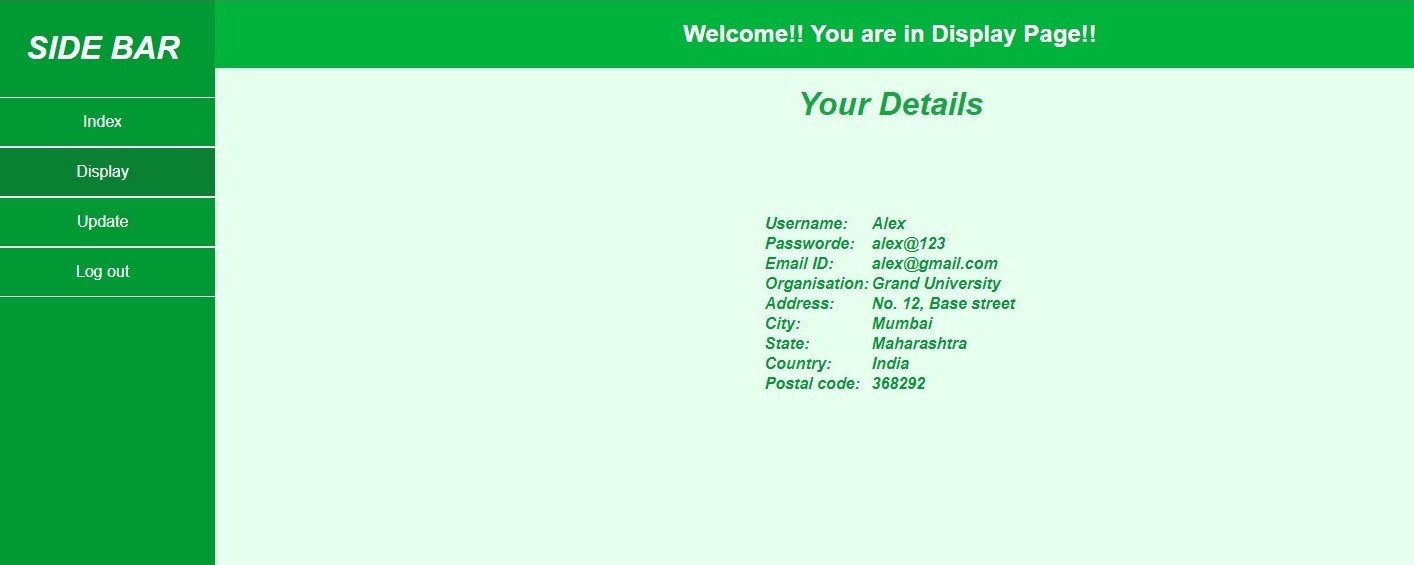 SIDE BAR
Index
Display
Update
Log out
Welcome!! You are in Display Page!!
Your Details
Username: Alex
Passworde: alex@123
Email ID: alex@gmail.com
Organisation: Grand University
Address: No. 12, Base street
City: Mumbai
State: Maharashtra
Country: India
Postal code: 368292